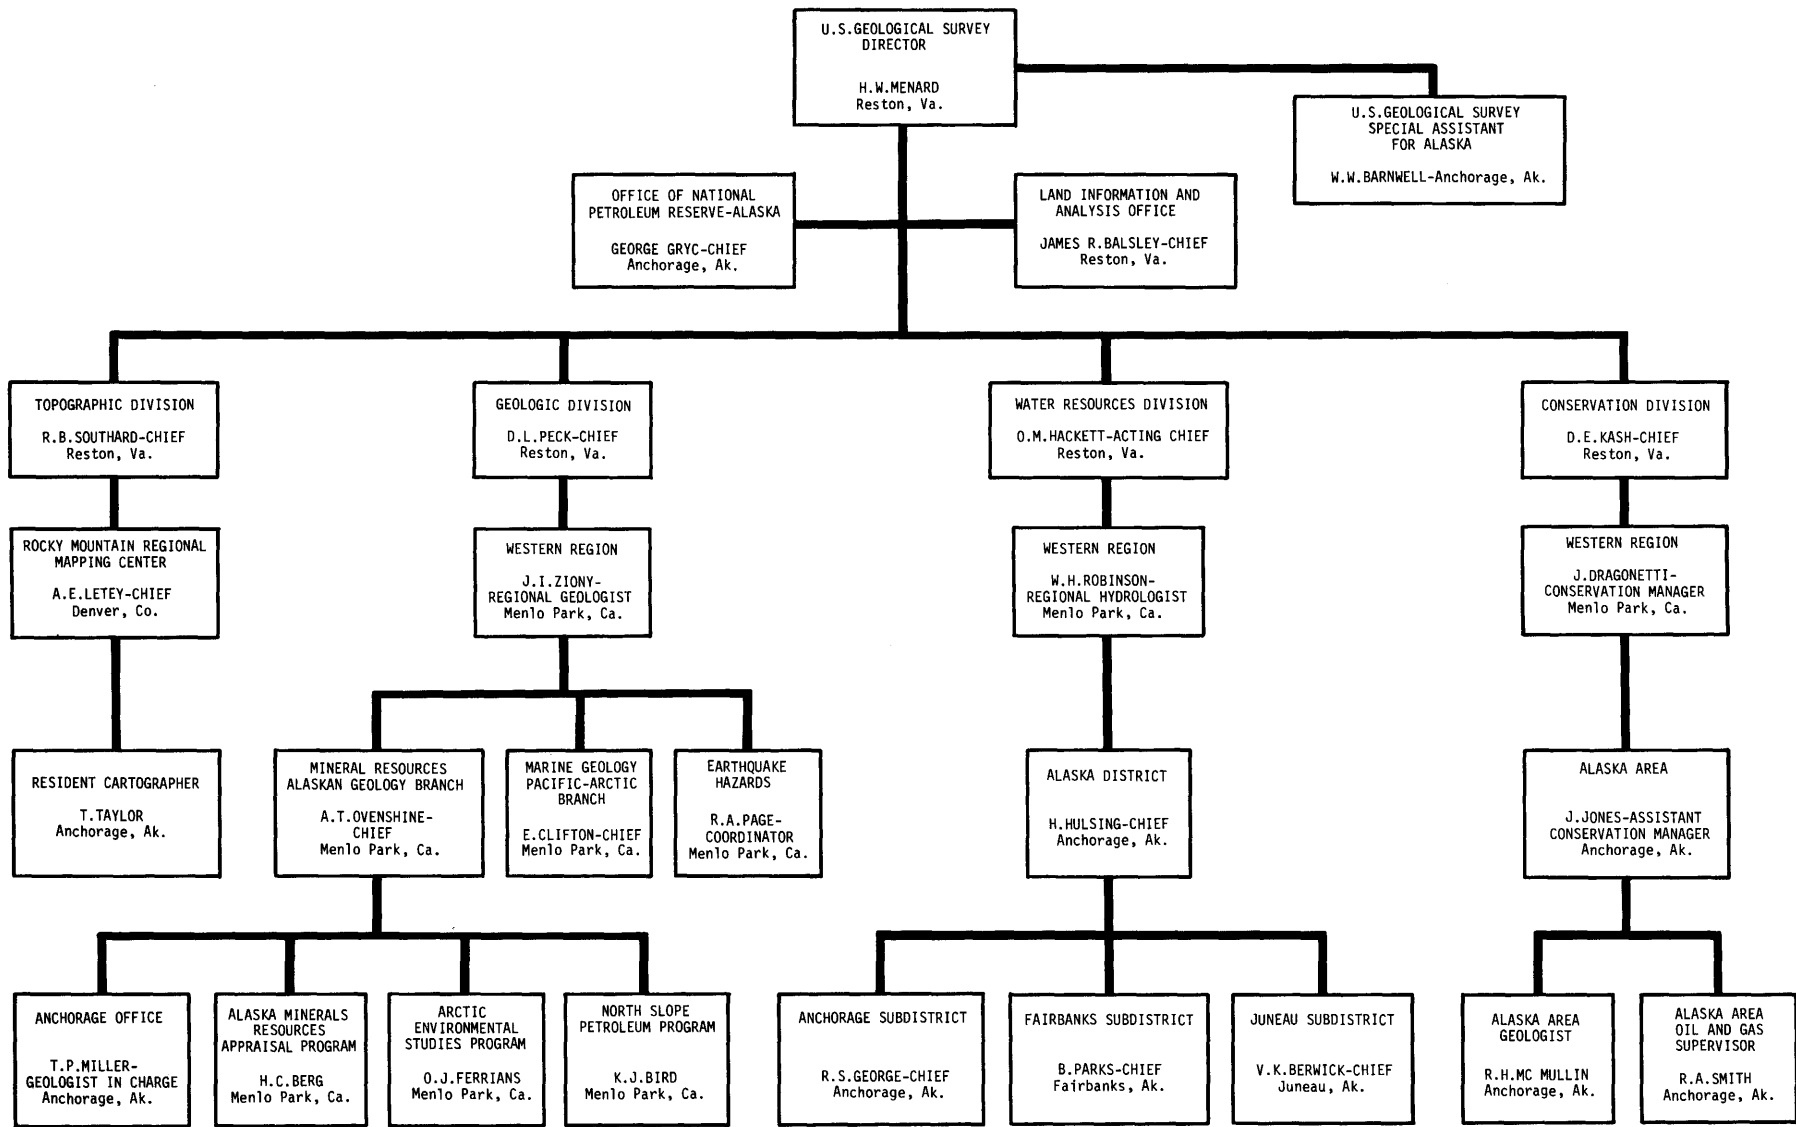 U.S.GEOLOGICAL SURVEY
DIRECTOR
H.W.MENARD
Reston, Va.
U.S.GEOLOGICAL SURVEY
SPECIAL ASSISTANT
FOR ALASKA
W.W.BARNWELL-Anchorage, Ak.
OFFICE OF NATIONAL
PETROLEUM RESERVE-ALASKA
GEORGE GRYC-CHIEF
Anchorage, Ak.
LAND INFORMATION AND
ANALYSIS OFFICE
JAMES R.BALSLEY-CHIEF
Reston, Va.
TOPOGRAPHIC DIVISION
R.B.SOUTHARD-CHIEF
Reston, Va.
GEOLOGIC DIVISION
D.L.PECK-CHIEF
Reston, Va.
WATER RESOURCES DIVISION
O.M.HACKETT-ACTING CHIEF
Reston, Va.
CONSERVATION DIVISION
D.E.KASH-CHIEF
Reston, Va.
ROCKY MOUNTAIN REGIONAL
MAPPING CENTER
A.E.LETEY-CHIEF
Denver, Co.
WESTERN REGION
J.I.ZIONY-
REGIONAL GEOLOGIST
Menlo Park, Ca.
WESTERN REGION
W.H.ROBINSON-
REGIONAL HYDROLOGIST
Menlo Park, Ca.
WESTERN REGION
J.DRAGONETTI-
CONSERVATION MANAGER
Menlo Park, Ca.
RESIDENT CARTOGRAPHER
T.TAYLOR
Anchorage, Ak.
MINERAL RESOURCES
ALASKAN GEOLOGY BRANCH
A.T.OVENSHINE-
CHIEF
Menlo Park, Ca.
MARINE GEOLOGY
PACIFIC-ARCTIC
BRANCH
E.CLIFTON-CHIEF
Menlo Park, Ca.
EARTHQUAKE
HAZARDS
R.A.PAGE-
COORDINATOR
Menlo Park, Ca.
ALASKA DISTRICT
H.HULSING-CHIEF
Anchorage, Ak.
ALASKA AREA
J.JONES-ASSISTANT
CONSERVATION MANAGER
Anchorage, Ak.
ANCHORAGE OFFICE
T.P.MILLER-
GEOLOGIST IN CHARGE
Anchorage, Ak.
ALASKA MINERALS
RESOURCES
APPRAISAL PROGRAM
H.C.BERG
Menlo Park, Ca.
ARCTIC
ENVIRONMENTAL
STUDIES PROGRAM
O.J.FERRIANS
Menlo Park, Ca.
NORTH SLOPE
PETROLEUM PROGRAM
K.J.BIRD
Menlo Park, Ca.
ANCHORAGE SUBDISTRICT
R.S.GEORGE-CHIEF
Anchorage, Ak.
FAIRBANKS SUBDISTRICT
B.PARKS-CHIEF
Fairbanks, Ak.
JUNEAU SUBDISTRICT
V.K.BERWICK-CHIEF
Juneau, Ak.
ALASKA AREA
GEOLOGIST
R.H.MC MULLIN
Anchorage, Ak.
ALASKA AREA
OIL AND GAS
SUPERVISOR
R.A.SMITH
Anchorage, Ak.